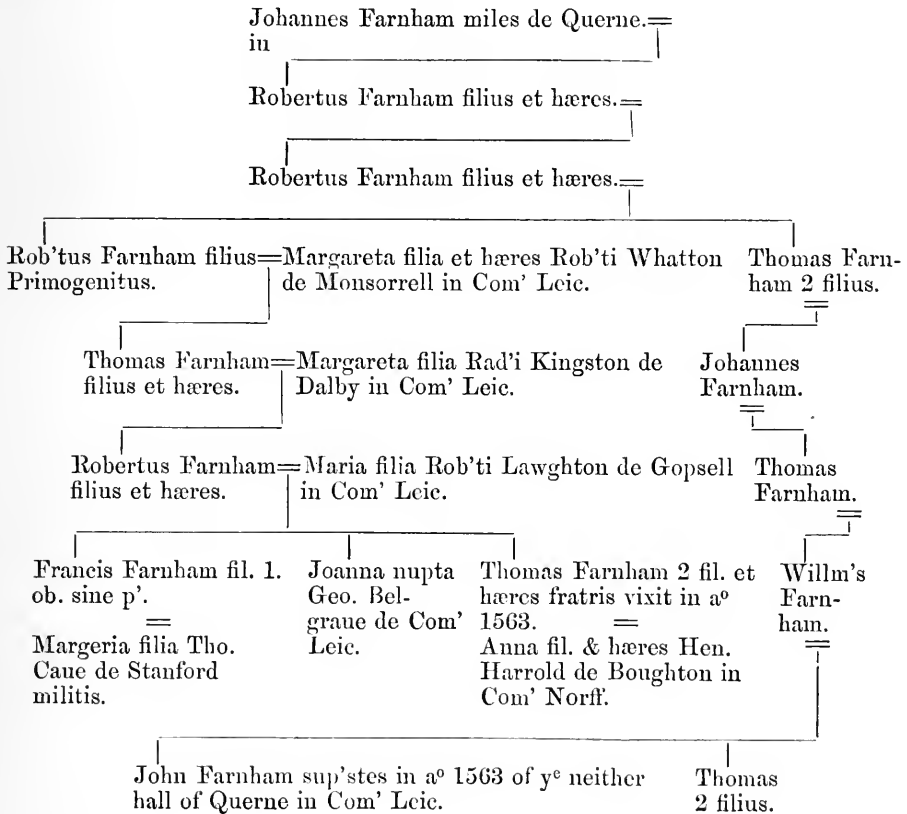 Johannes Farnham miles de Querne.=
in
Robertus Farnham filius et hæres.=
Robertus Farnham filius et hæres.=
Rob'tus Farnham filius=Margareta filia et hæres Rob'ti Whatton
Primogenitus. de Monsorrell in Com' Leic.
Thomas Farn-
ham 2 filius.
=
Thomas Farnham=Margareta filia Rad'i Kingston de
filius et hæres. Dalby in Com' Leic.
Johannes
Farnham.
=
Robertus Farnham=Maria filia Rob'ti Lawghton de Gopsell
filius et hæres. in Com' Leic.
Thomas
Farnham.
=
Francis Farnham fil. 1.
ob. sine p'.
=
Margeria filia Tho.
Caue de Stanford
militis.
Joanna nupta
Geo. Bel-
graue de Com'
Leic.
Thomas Farnham 2 fil. et
hæres fratris vixit in aº
1563. =
Anna fil. & hæres Hen.
Harrold de Boughton in
Com' Norff.
Willm's
Farn-
ham.
=
John Farnham sup'stes in aº 1563 of yᵉ neither
hall of Querne in Com' Leic.
Thomas
2 filius.